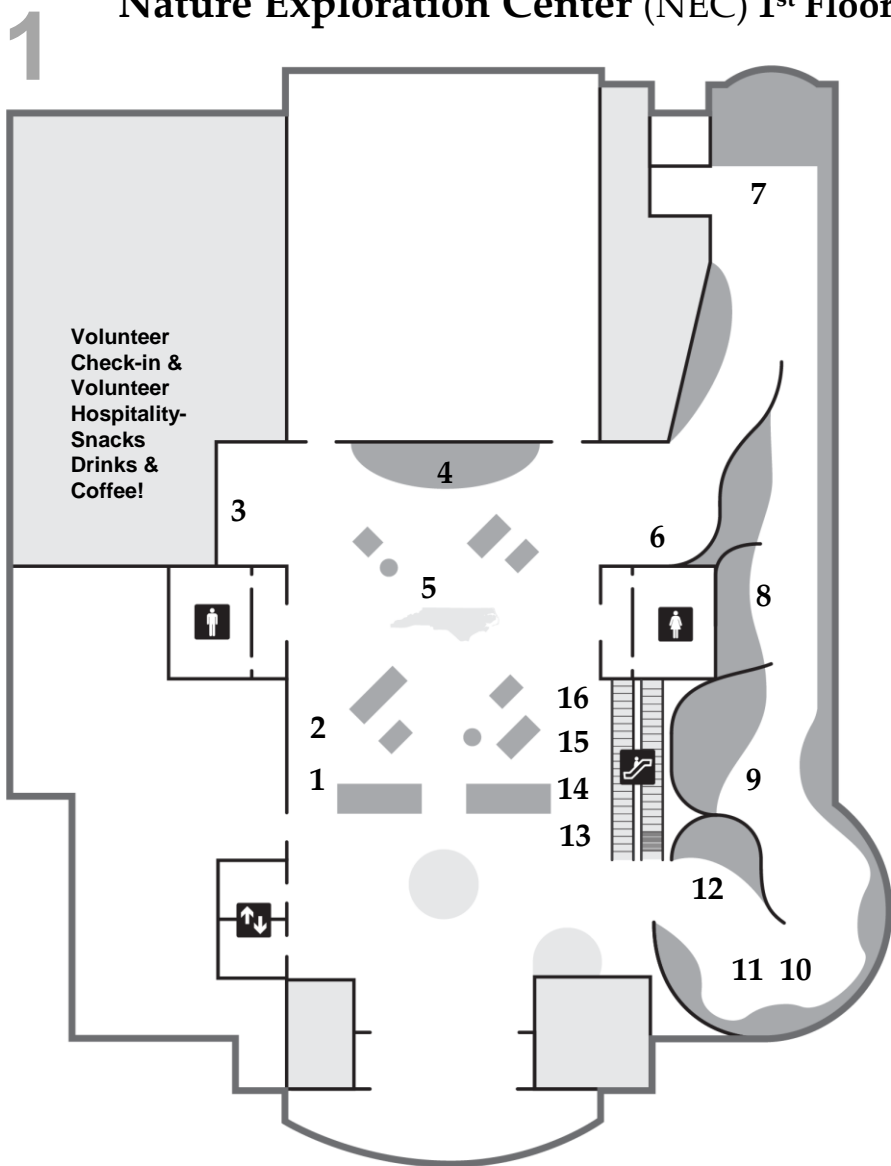 Nature Exploration Center (NEC) 1st Floor
1
7
Volunteer
Check-in &
Volunteer
Hospitality-
Snacks
Drinks &
Coffee!
4
3
6
5
8
16
2
15
1
14
9
13
12
11 10